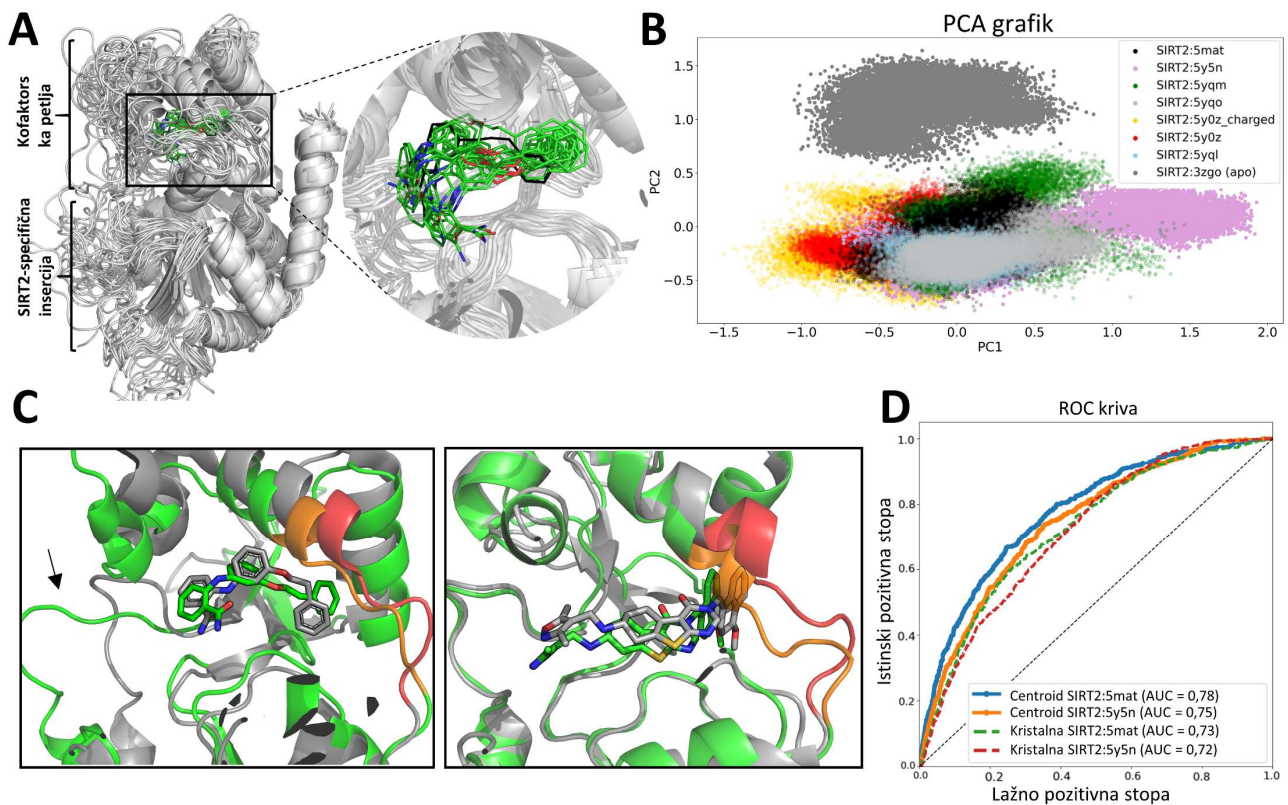 A
Kofaktors
ka petlja
SIRT2-specifična
insercija
B
PCA grafik
PC2
1.5
1.0
0.5
0.0
−0.5
−1.5
−1.0
−0.5
0.0
0.5
1.0
1.5
2.0
PC1
SIRT2:5mat
SIRT2:5y5n
SIRT2:5yqm
SIRT2:5yqo
SIRT2:5y0z_charged
SIRT2:5y0z
SIRT2:5yql
SIRT2:3zgo (apo)
C
D
ROC kriva
Istinski pozitivna stopa
1.0
0.8
0.6
0.4
0.2
0.0
0.0
0.2
0.4
0.6
0.8
1.0
Lažno pozitivna stopa
Centroid SIRT2:5mat (AUC = 0,78)
Centroid SIRT2:5y5n (AUC = 0,75)
Kristalna SIRT2:5mat (AUC = 0,73)
Kristalna SIRT2:5y5n (AUC = 0,72)